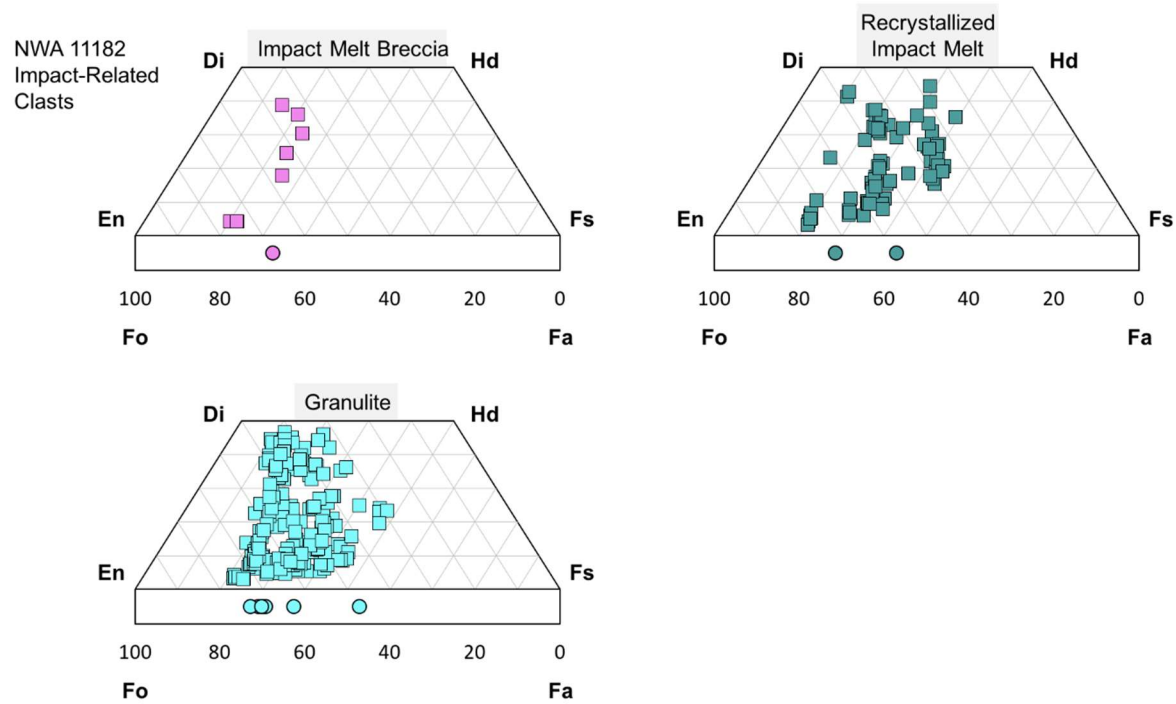 NWA 11182
Impact-Related
Clasts
Impact Melt Breccia
Di
Hd
En
Fs
100 80 60 40 20 0
Fo
Fa
Recrystallized
Impact Melt
Di
Hd
En
Fs
100 80 60 40 20 0
Fo
Fa
Granulite
Di
Hd
En
Fs
100 80 60 40 20 0
Fo
Fa